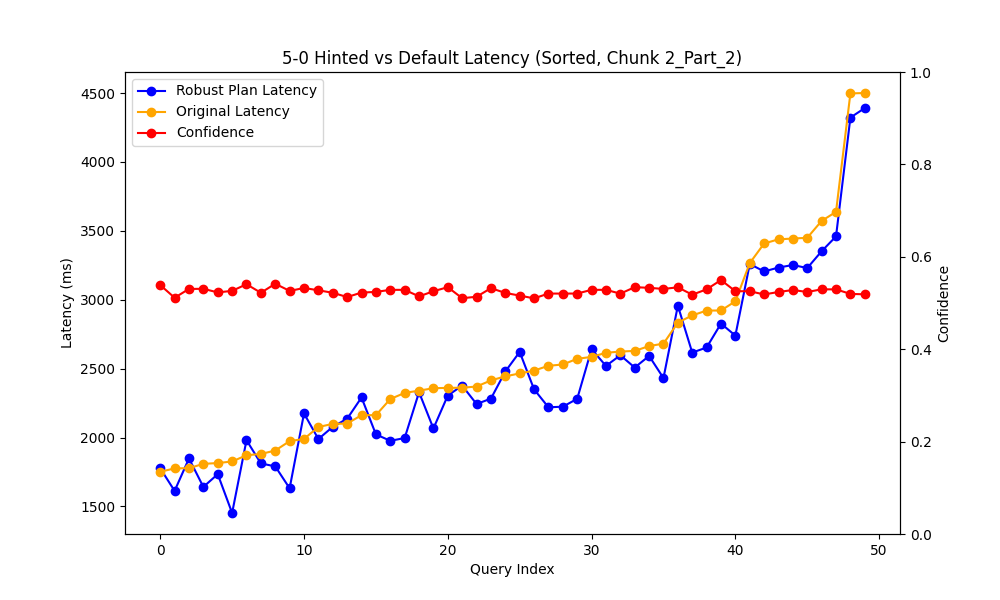 5-0 Hinted vs Default Latency (Sorted, Chunk 2_Part_2)
Robust Plan Latency
Original Latency
Confidence
Latency (ms)
4500
4000
3500
3000
2500
2000
1500
1.0
0.8
0.6
0.4
0.2
0.0
Confidence
0 10 20 30 40 50
Query Index